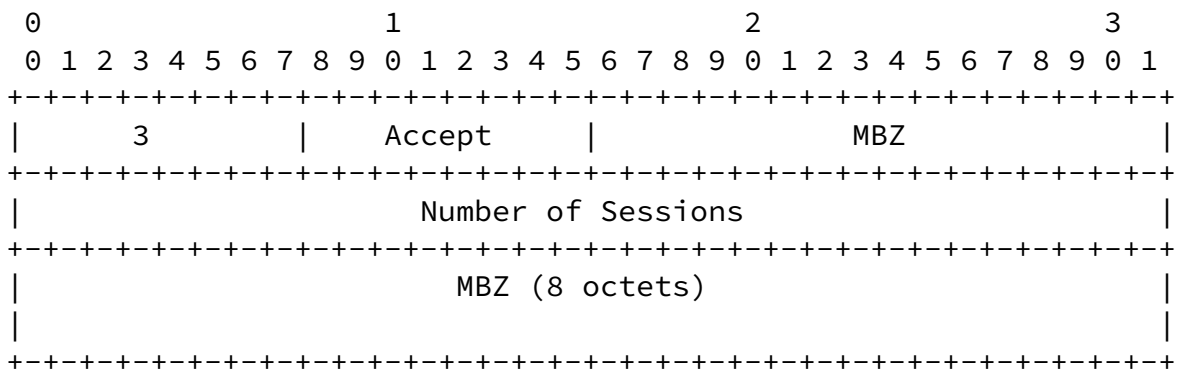 0                   1                   2                   3
 0 1 2 3 4 5 6 7 8 9 0 1 2 3 4 5 6 7 8 9 0 1 2 3 4 5 6 7 8 9 0 1
+-+-+-+-+-+-+-+-+-+-+-+-+-+-+-+-+-+-+-+-+-+-+-+-+-+-+-+-+-+-+-+-+
|      3        |    Accept     |              MBZ              |
+-+-+-+-+-+-+-+-+-+-+-+-+-+-+-+-+-+-+-+-+-+-+-+-+-+-+-+-+-+-+-+-+
|                      Number of Sessions                       |
+-+-+-+-+-+-+-+-+-+-+-+-+-+-+-+-+-+-+-+-+-+-+-+-+-+-+-+-+-+-+-+-+
|                        MBZ (8 octets)                         |
|                                                               |
+-+-+-+-+-+-+-+-+-+-+-+-+-+-+-+-+-+-+-+-+-+-+-+-+-+-+-+-+-+-+-+-+